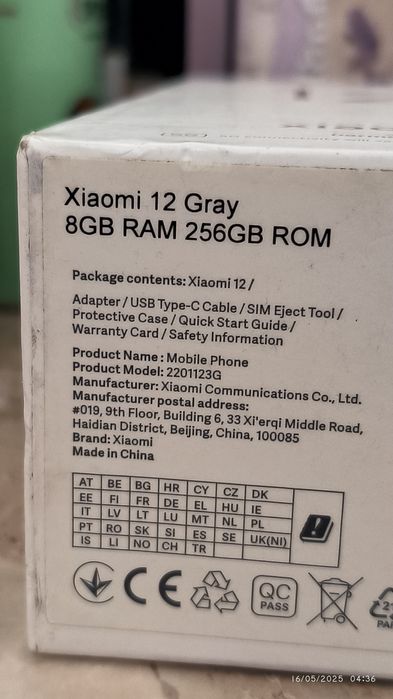 Xiaomi 12 Gray
8GB RAM 256GB ROM
Package contents: Xiaomi 12 /
Adapter / USB Type-C Cable / SIM Eject Tool /
Protective Case / Quick Start Guide /
Warranty Card / Safety Information
Product Name : Mobile Phone
Product Model: 2201123G
Manufacturer: Xiaomi Communications Co., Ltd.
Manufacturer postal address:
#019, 9th Floor, Building 6, 33 Xi'erqi Middle Road,
Haidian District, Beijing, China, 100085
Brand: Xiaomi
Made in China
AT BE BG HR CY CZ DK
EE FI FR DE EL HU IE
IT LV LT LU MT NL PL
PT RO SK SI ES SE UK(NI)
IS LI NO CH TR
CE
QC
PASS
16/05/2025 04:36